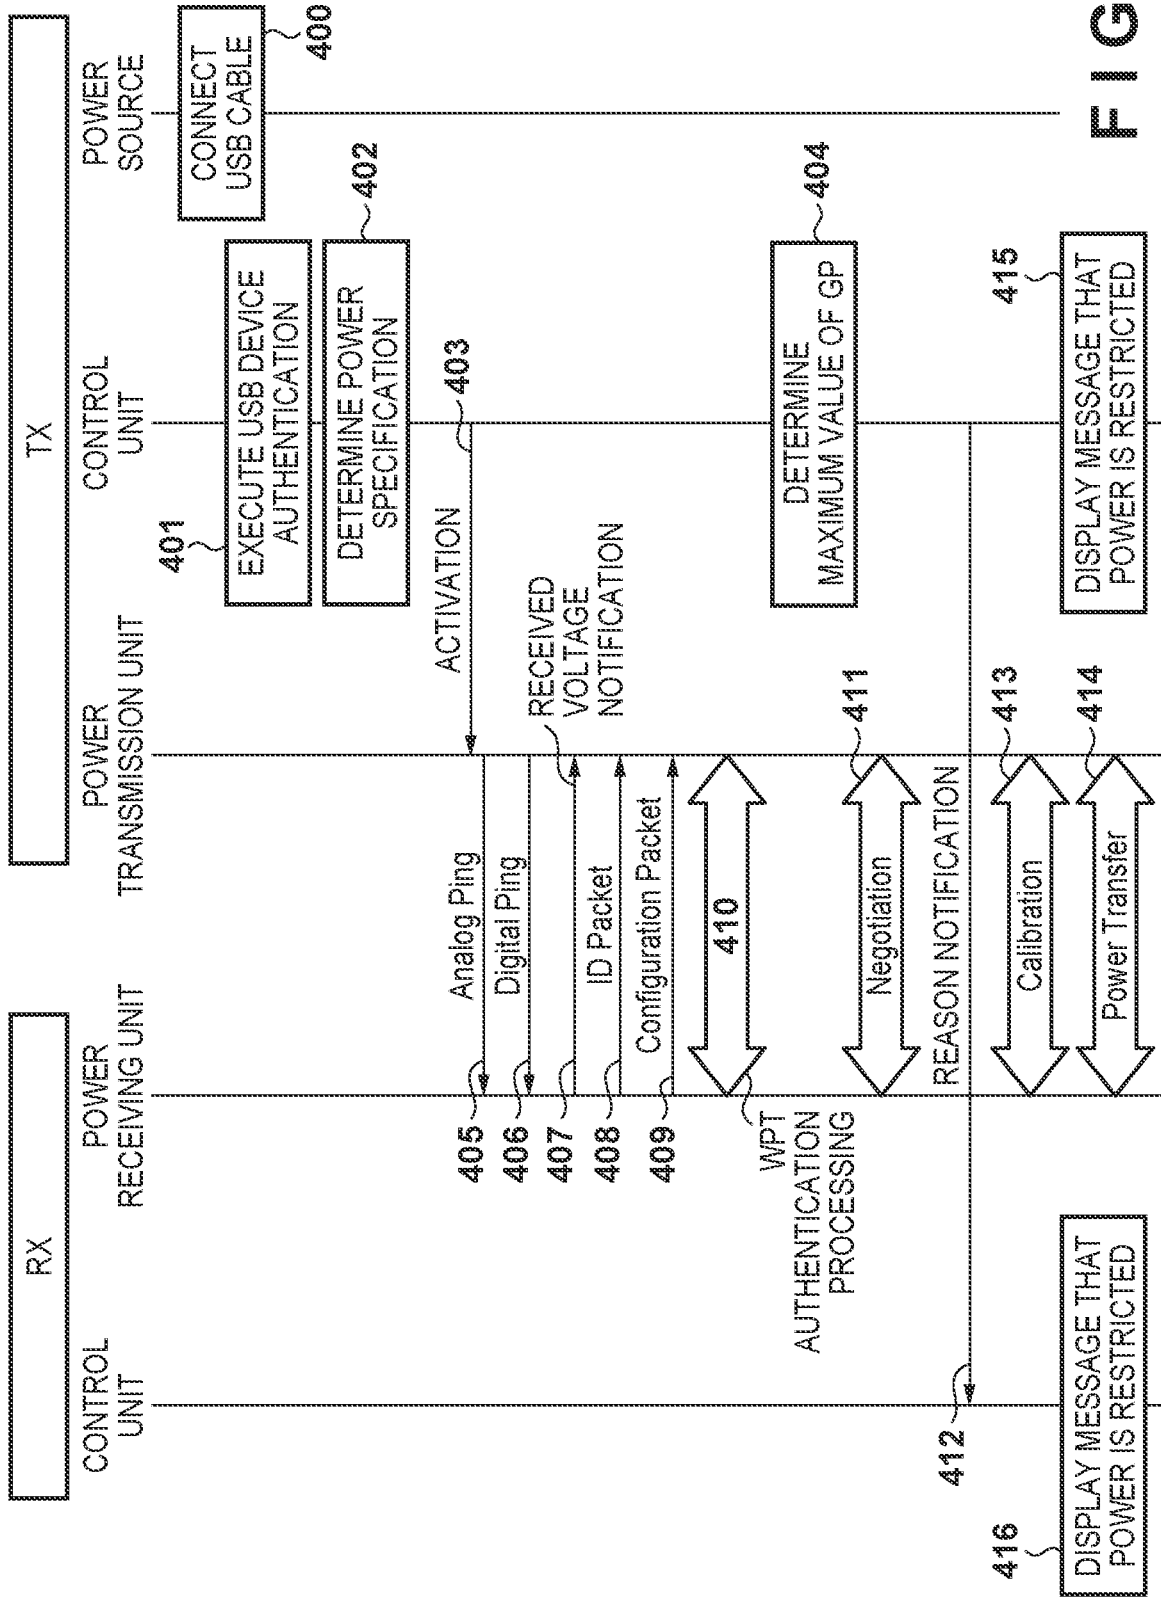 RX
TX
CONTROL
UNIT
POWER
RECEIVING UNIT
POWER
TRANSMISSION UNIT
CONTROL
UNIT
POWER
SOURCE
CONNECT
USB CABLE
400
401
EXECUTE USB DEVICE
AUTHENTICATION
DETERMINE POWER
SPECIFICATION
402
ACTIVATION
403
405
Analog Ping
406
Digital Ping
407
RECEIVED
VOLTAGE
NOTIFICATION
408
ID Packet
409
Configuration Packet
410
WPT
AUTHENTICATION
PROCESSING
DETERMINE
MAXIMUM VALUE OF GP
404
Negotiation
411
412
REASON NOTIFICATION
Calibration
413
Power Transfer
414
416
DISPLAY MESSAGE THAT
POWER IS RESTRICTED
DISPLAY MESSAGE THAT
POWER IS RESTRICTED
415
FIG